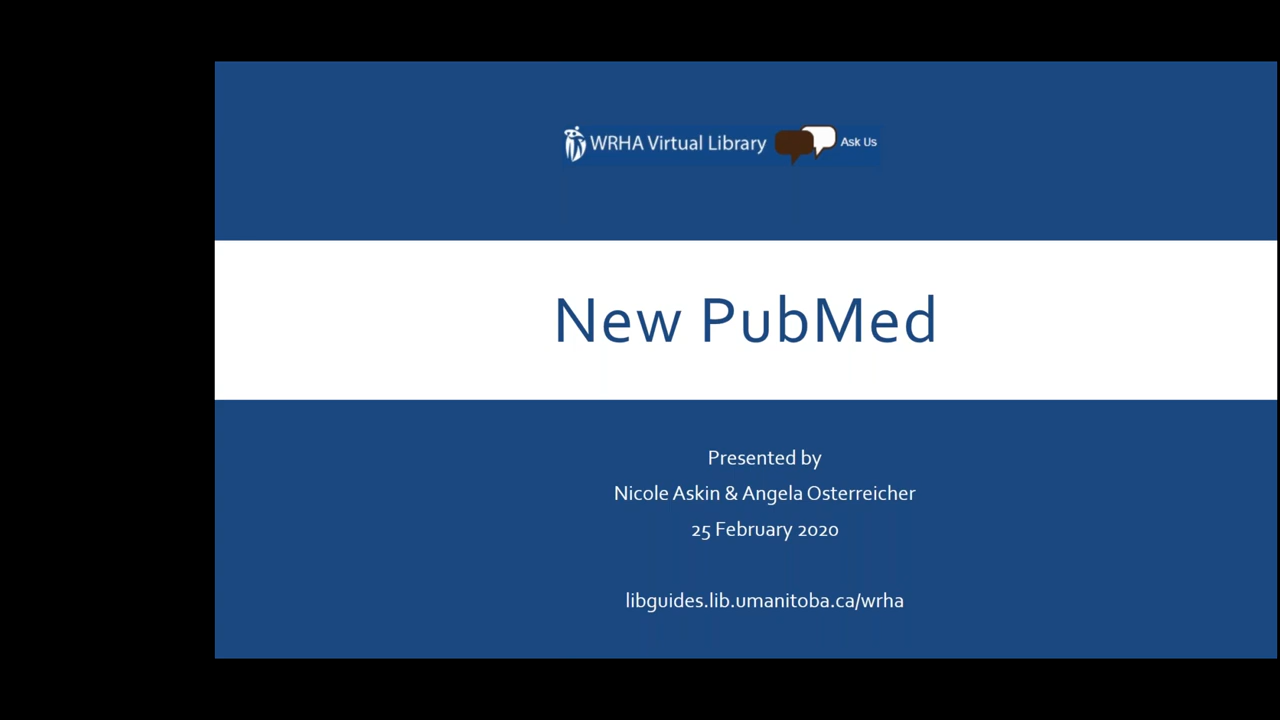 WRHA Virtual Library Ask Us
New PubMed
Presented by
Nicole Askin & Angela Osterreicher
25 February 2020
libguides.lib.umanitoba.ca/wrha